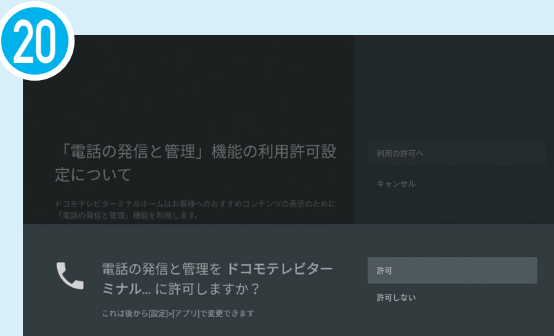 20
「電話の発信と管理」機能の利用許可設
定について
ドコモテレビターミナルホームはお客様へのおすすめコンテンツの表示のために
「電話の発信と管理」機能を利用します。
利用の許可へ
キャンセル
電話の発信と管理を ドコモテレビター
ミナル... に許可しますか？
これは後から[設定]>[アプリ]で変更できます
許可
許可しない